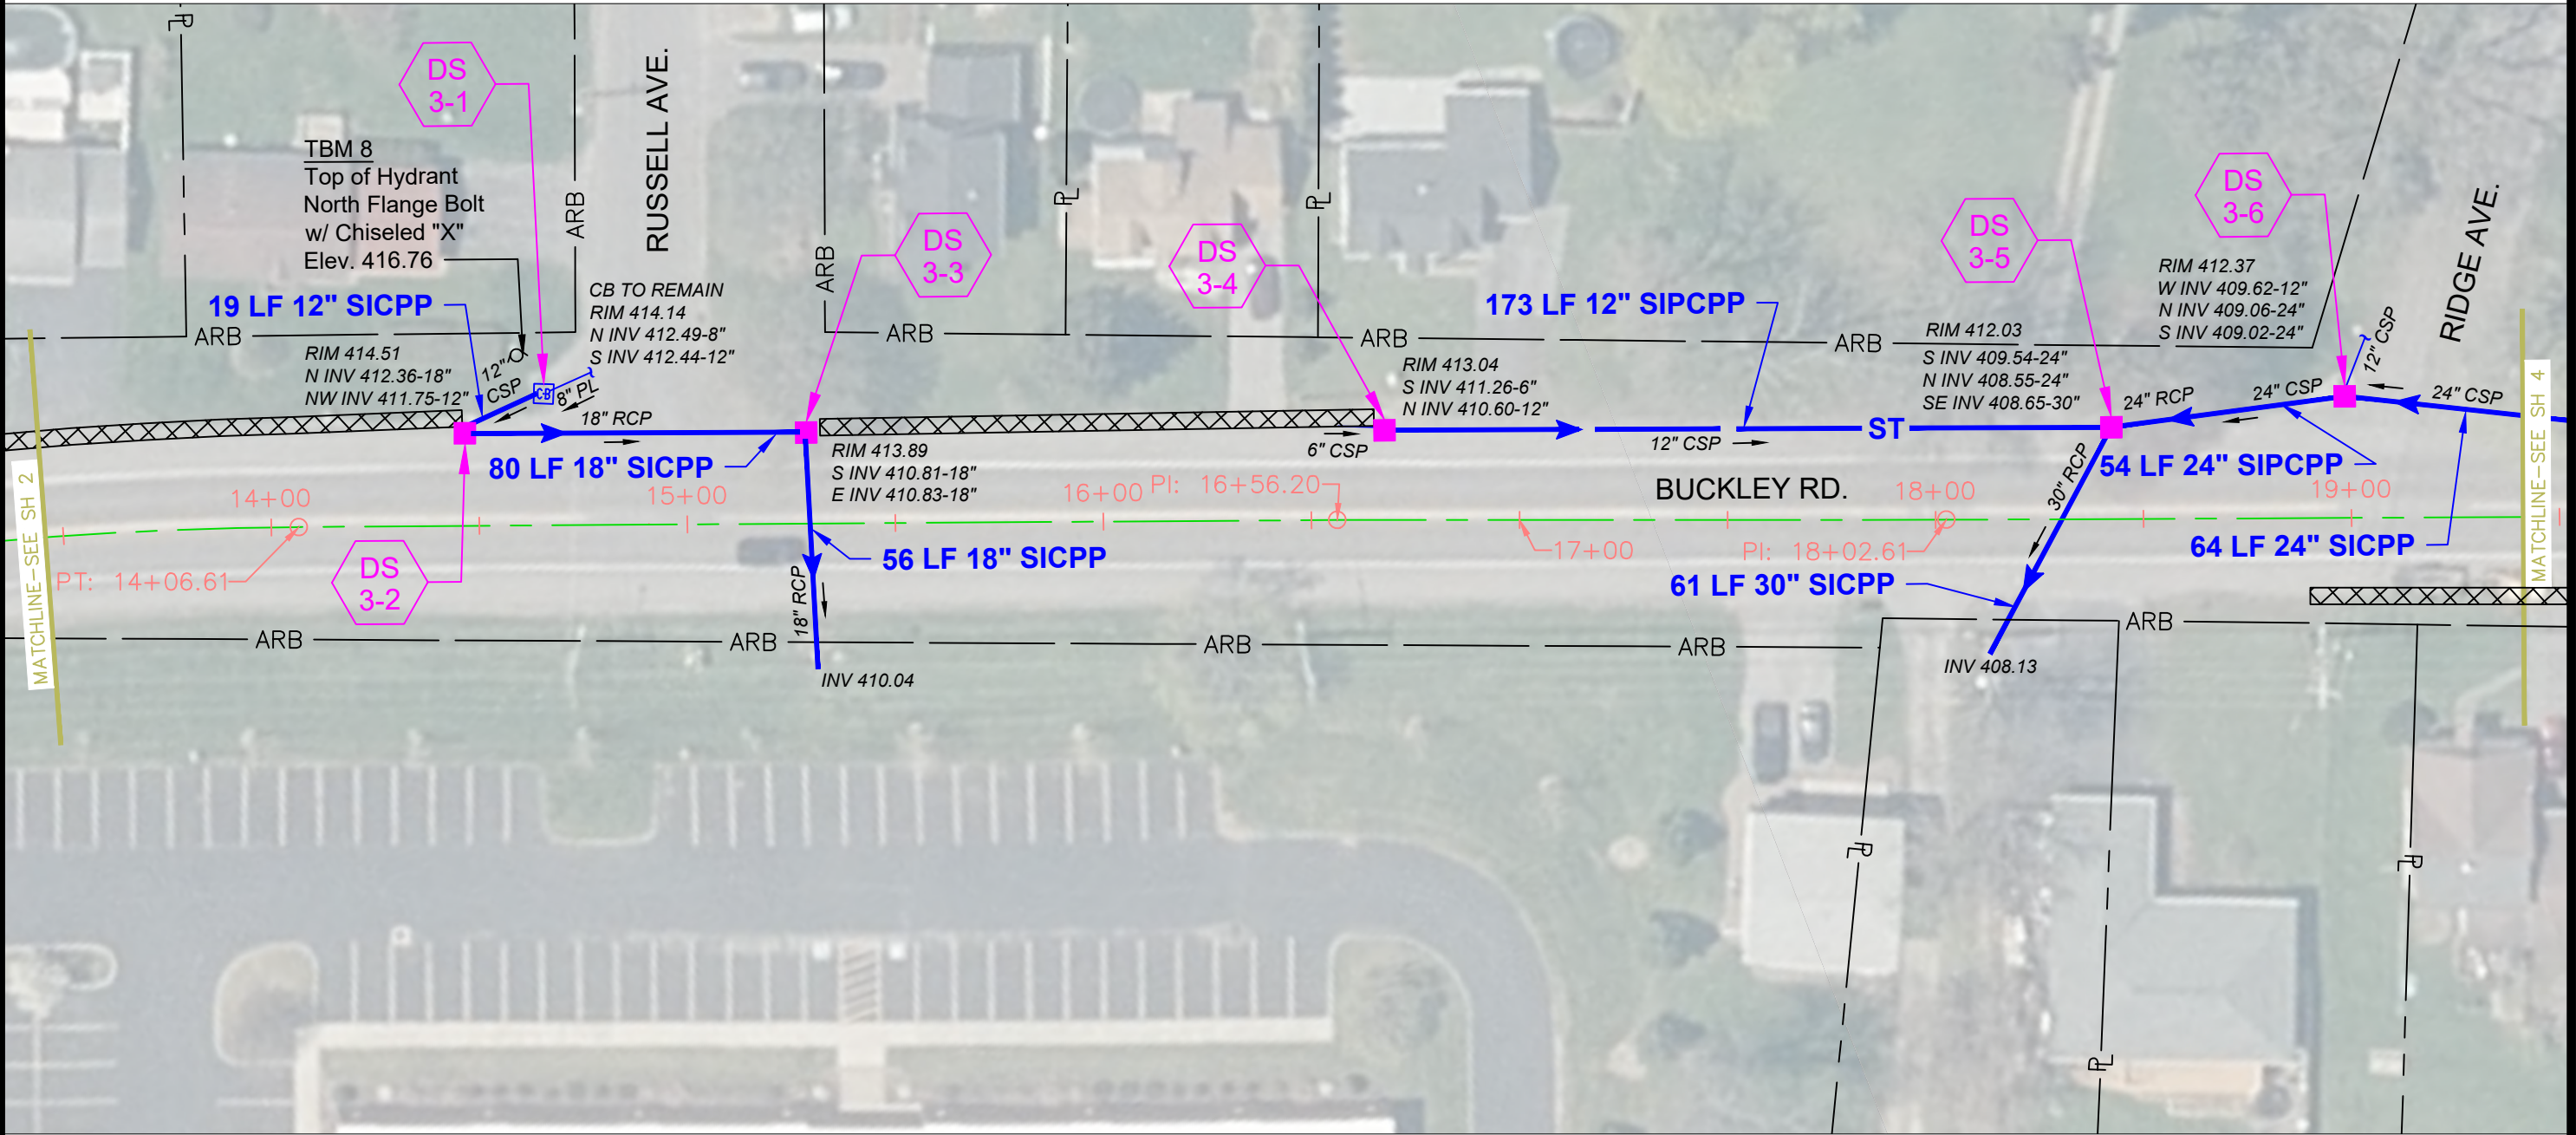 PL
DS
3-1
RUSSELL AVE.
ARB
TBM 8
Top of Hydrant
North Flange Bolt
w/ Chiseled "X"
Elev. 416.76
19 LF 12" SICPP
ARB
RIM 414.51
N INV 412.36-18"
NW INV 411.75-12"
12"
CSP
CB
8" PL
CB TO REMAIN
RIM 414.14
N INV 412.49-8"
S INV 412.44-12"
18" RCP
80 LF 18" SICPP
ARB
DS
3-3
ARB
PL
PL
DS
3-4
ARB
RIM 413.89
S INV 410.81-18"
E INV 410.83-18"
6" CSP
RIM 413.04
S INV 411.26-6"
N INV 410.60-12"
173 LF 12" SIPCPP
12" CSP
ST
ARB
DS
3-5
RIM 412.03
S INV 409.54-24"
N INV 408.55-24"
SE INV 408.65-30"
DS
3-6
RIM 412.37
W INV 409.62-12"
N INV 409.06-24"
S INV 409.02-24"
RIDGE AVE.
12" CSP
24" RCP
24" CSP
24" CSP
54 LF 24" SIPCPP
64 LF 24" SICPP
MATCHLINE-SEE SH 2
MATCHLINE-SEE SH 4
14+00
15+00
16+00
PI: 16+56.20
BUCKLEY RD.
18+00
19+00
30" RCP
PT: 14+06.61
DS
3-2
56 LF 18" SICPP
17+00
PI: 18+02.61
61 LF 30" SICPP
18" RCP
ARB
ARB
ARB
ARB
ARB
INV 410.04
INV 408.13
PL
PL
PL